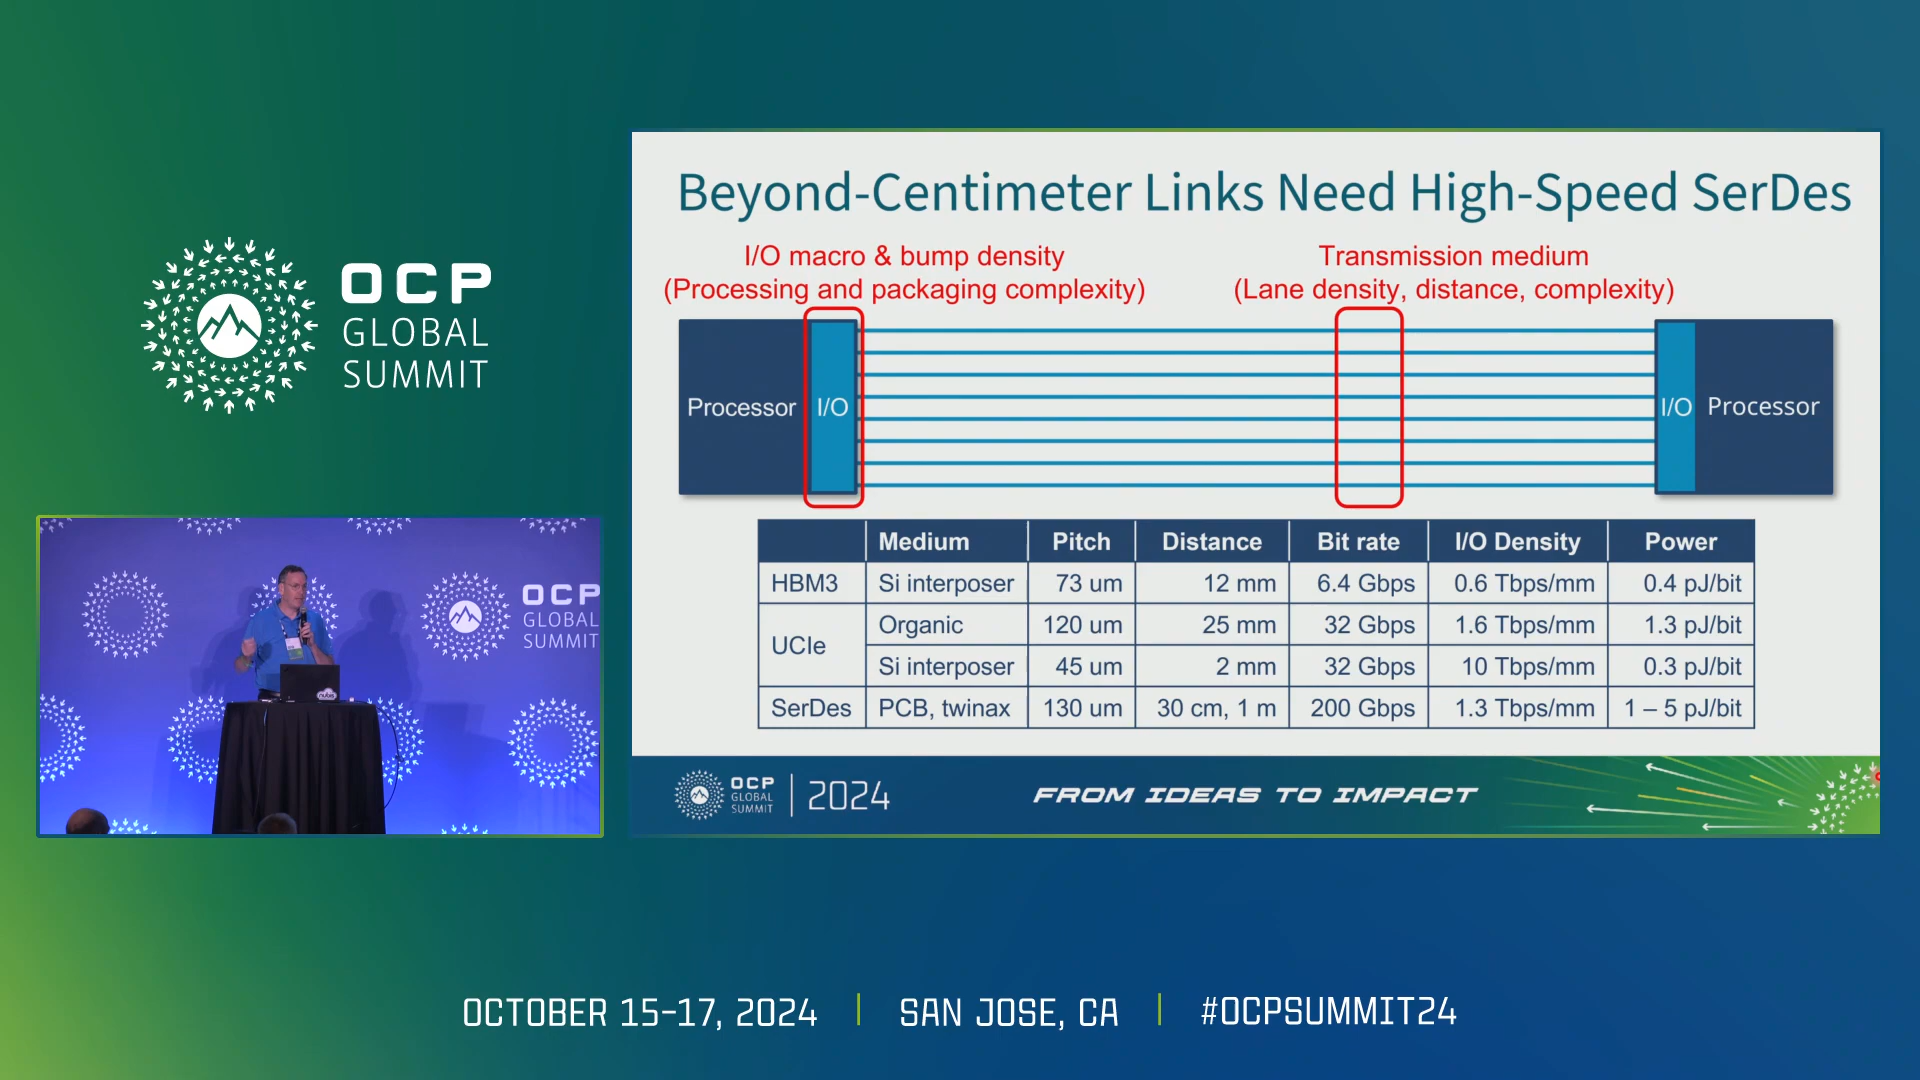 OCP
GLOBAL
SUMMIT
Beyond-Centimeter Links Need High-Speed SerDes
I/O macro & bump density
(Processing and packaging complexity)
Transmission medium
(Lane density, distance, complexity)
Processor
I/O
I/O
Processor
Medium Pitch Distance Bit rate I/O Density Power
HBM3 Si interposer 73 um 12 mm 6.4 Gbps 0.6 Tbps/mm 0.4 pJ/bit
UCIe Organic 120 um 25 mm 32 Gbps 1.6 Tbps/mm 1.3 pJ/bit
Si interposer 45 um 2 mm 32 Gbps 10 Tbps/mm 0.3 pJ/bit
SerDes PCB, twinax 130 um 30 cm, 1 m 200 Gbps 1.3 Tbps/mm 1 – 5 pJ/bit
OCP
GLOBAL
SUMMIT
2024
FROM IDEAS TO IMPACT
OCP
GLOBAL
SUMMIT
nubis
OCTOBER 15-17, 2024 | SAN JOSE, CA | #OCPSUMMIT24